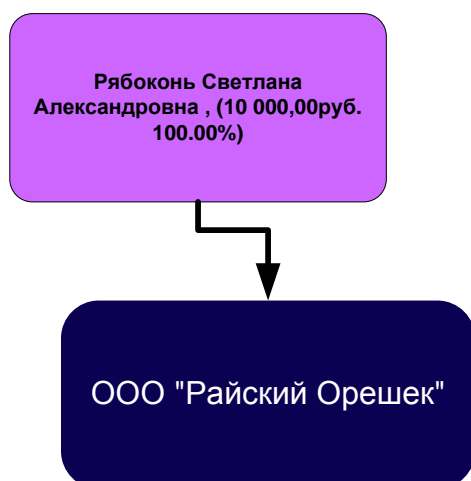 Рябоконь Светлана
Александровна , (10 000,00руб.
100.00%)
ООО "Райский Орешек"